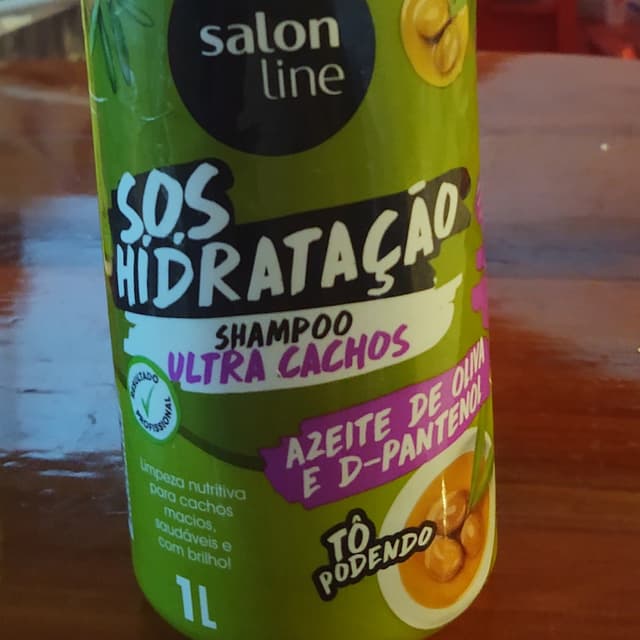 salon
line
S.O.S
HIDRATAÇÃO
SHAMPOO
ULTRA CACHOS
RESULTADO
PROFISSIONAL
AZEITE DE OLIVA
E D-PANTENOL
Limpeza nutritiva
para cachos
macios,
saudáveis e
com brilho!
TÔ
PODENDO
1L